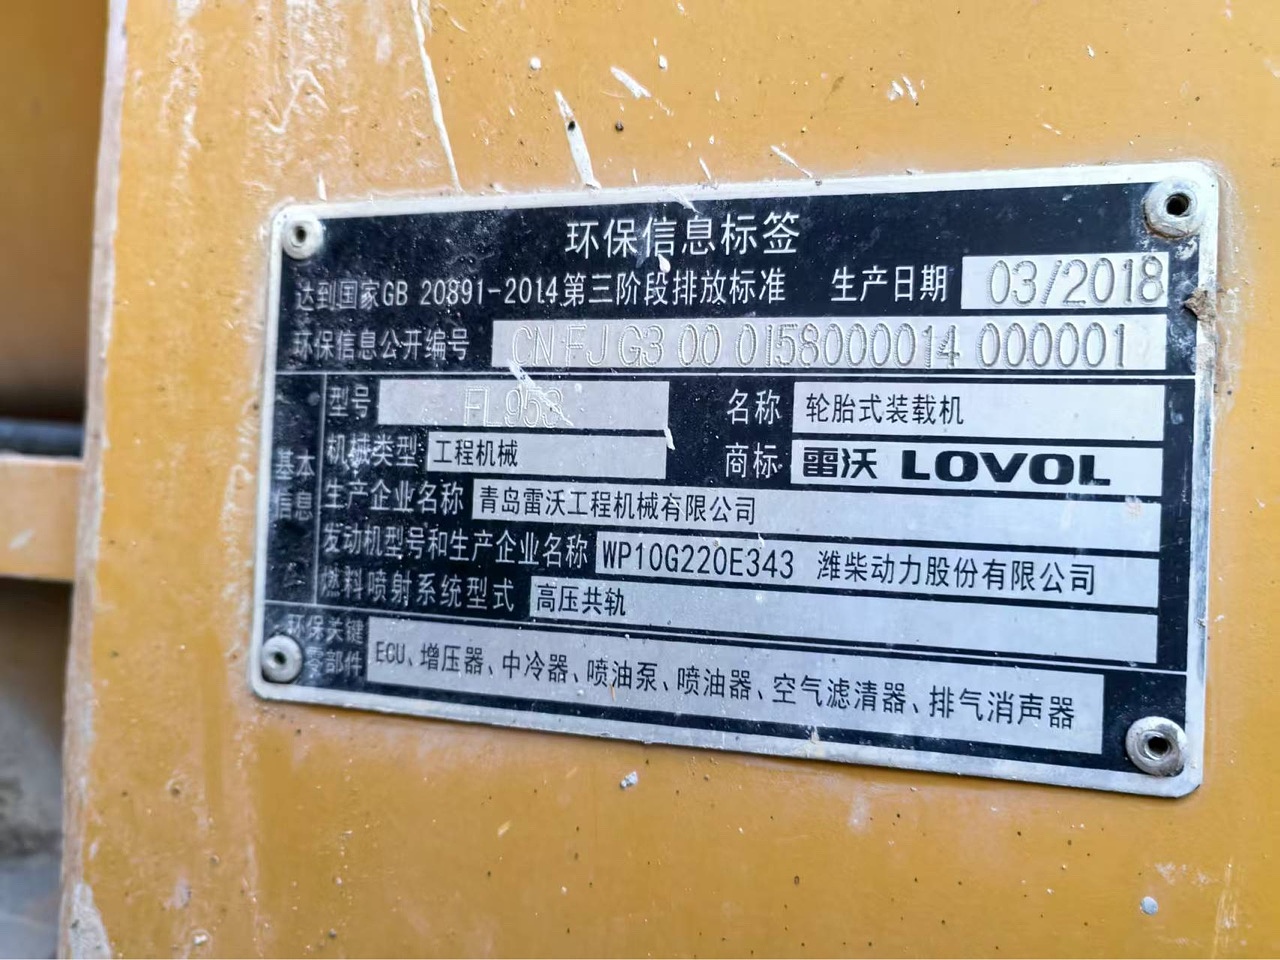 环保信息标签
达到国家GB 20891-2014第三阶段排放标准 生产日期 03/2018
环保信息公开编号 CN FJ G3 00 0158000014 000001
基本信息
型号 FL953 名称 轮胎式装载机
机械类型 工程机械 商标 雷沃 LOVOL
生产企业名称 青岛雷沃工程机械有限公司
发动机型号和生产企业名称 WP10G220E343 潍柴动力股份有限公司
燃料喷射系统型式 高压共轨
环保关键零部件 ECU、增压器、中冷器、喷油泵、喷油器、空气滤清器、排气消声器